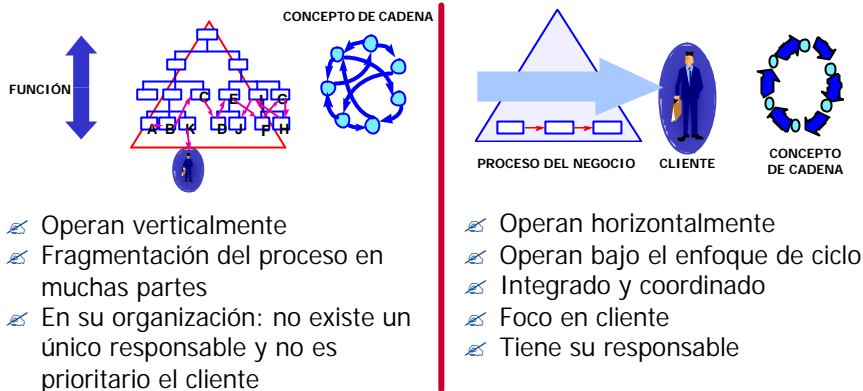 CONCEPTO DE CADENA
FUNCIÓN
C E I G
A B K D J F H
Operan verticalmente
Fragmentación del proceso en
muchas partes
En su organización: no existe un
único responsable y no es
prioritario el cliente
PROCESO DEL NEGOCIO
CLIENTE
CONCEPTO
DE CADENA
Operan horizontalmente
Operan bajo el enfoque de ciclo
Integrado y coordinado
Foco en cliente
Tiene su responsable